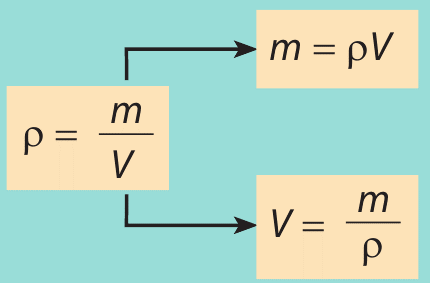 ρ = m/V
m = ρV
V = m/ρ